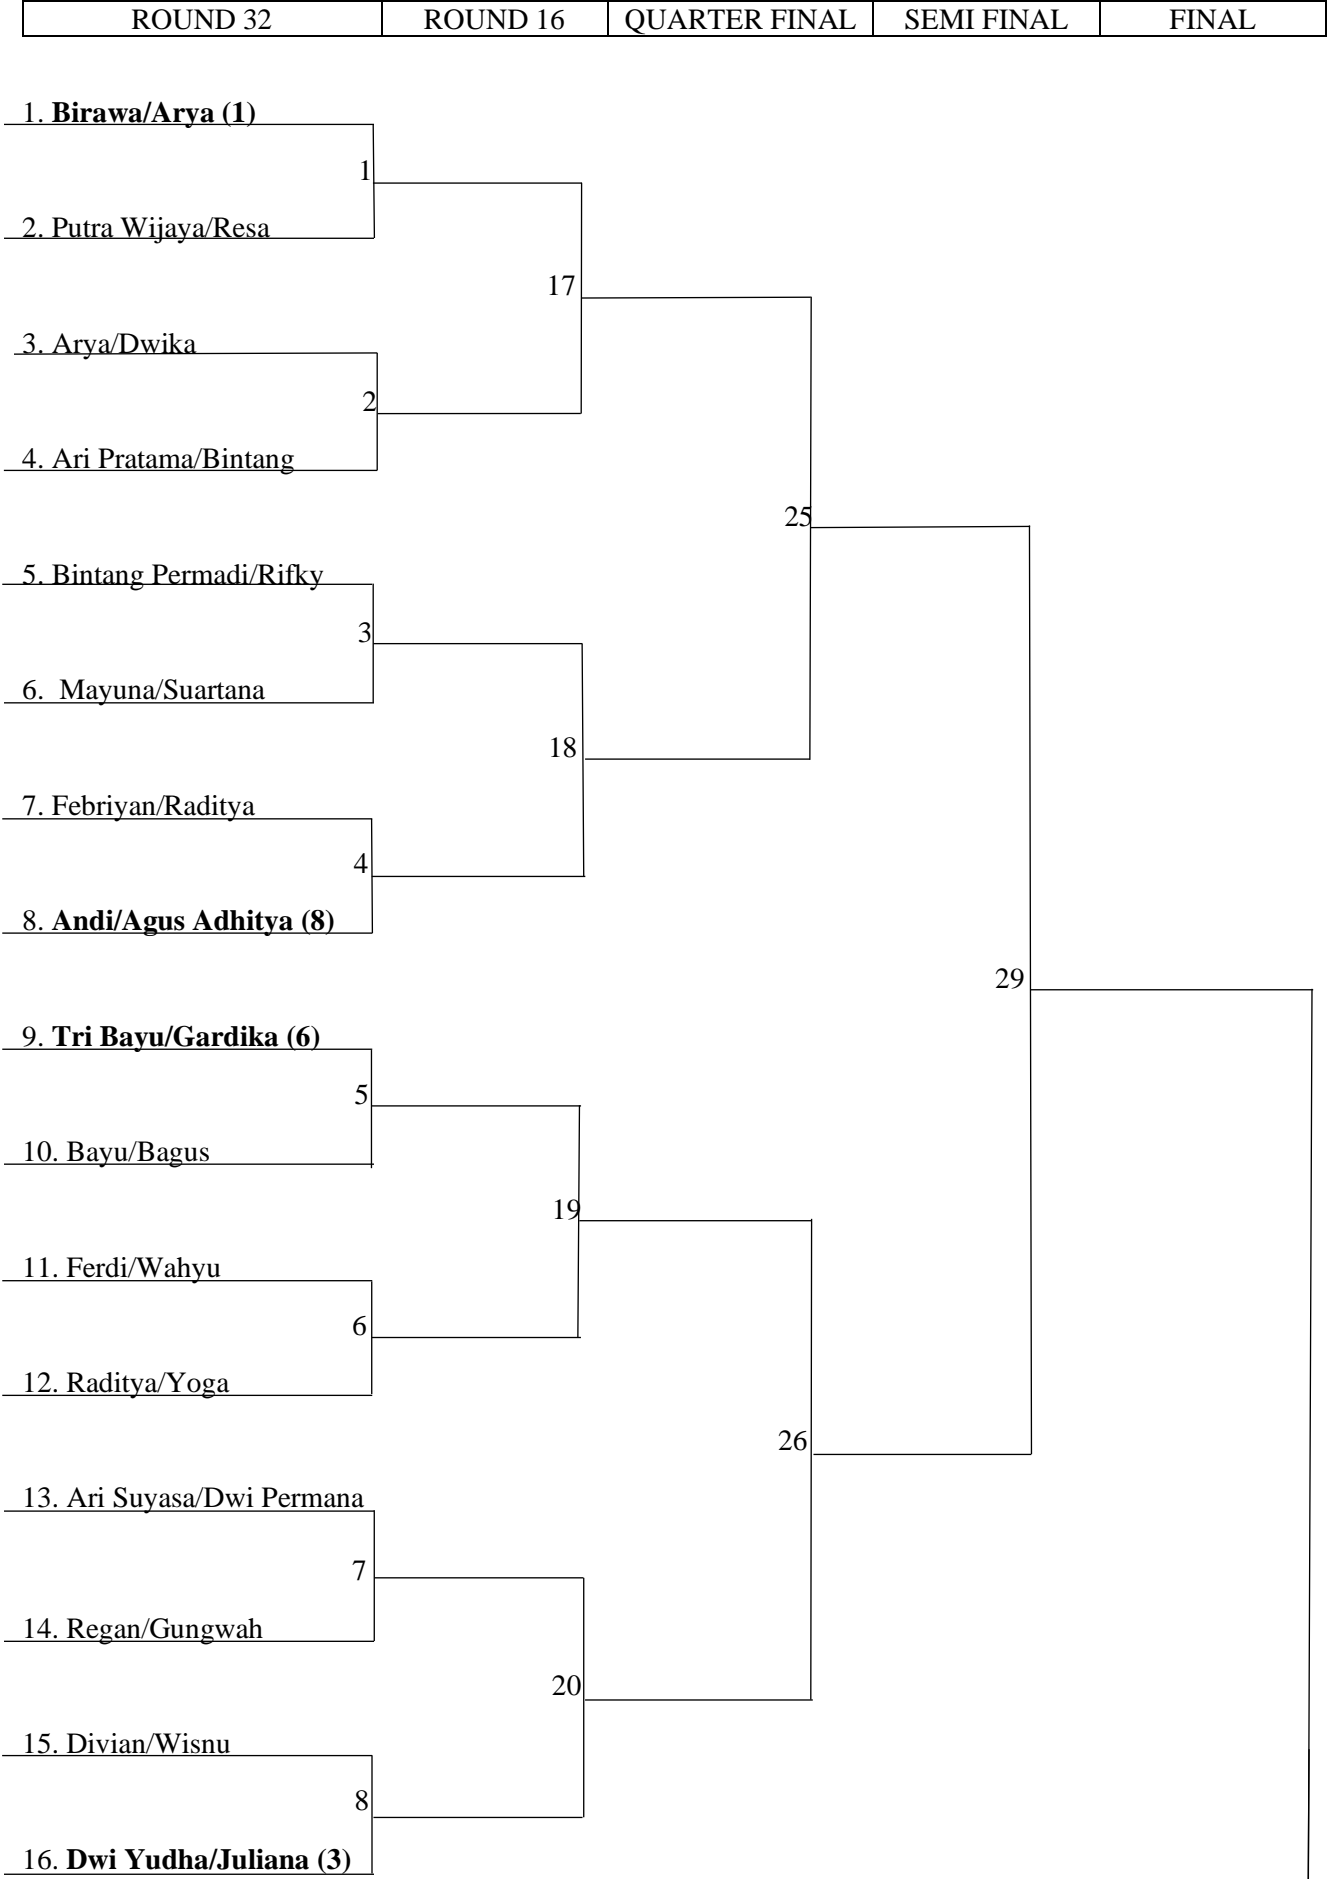 ROUND 32 ROUND 16 QUARTER FINAL SEMI FINAL FINAL
1. Birawa/Arya (1)
1
2. Putra Wijaya/Resa
17
3. Arya/Dwika
2
4. Ari Pratama/Bintang
25
5. Bintang Permadi/Rifky
3
6. Mayuna/Suartana
18
7. Febriyan/Raditya
4
8. Andi/Agus Adhitya (8)
29
9. Tri Bayu/Gardika (6)
5
10. Bayu/Bagus
19
11. Ferdi/Wahyu
6
12. Raditya/Yoga
26
13. Ari Suyasa/Dwi Permana
7
14. Regan/Gungwah
20
15. Divian/Wisnu
8
16. Dwi Yudha/Juliana (3)